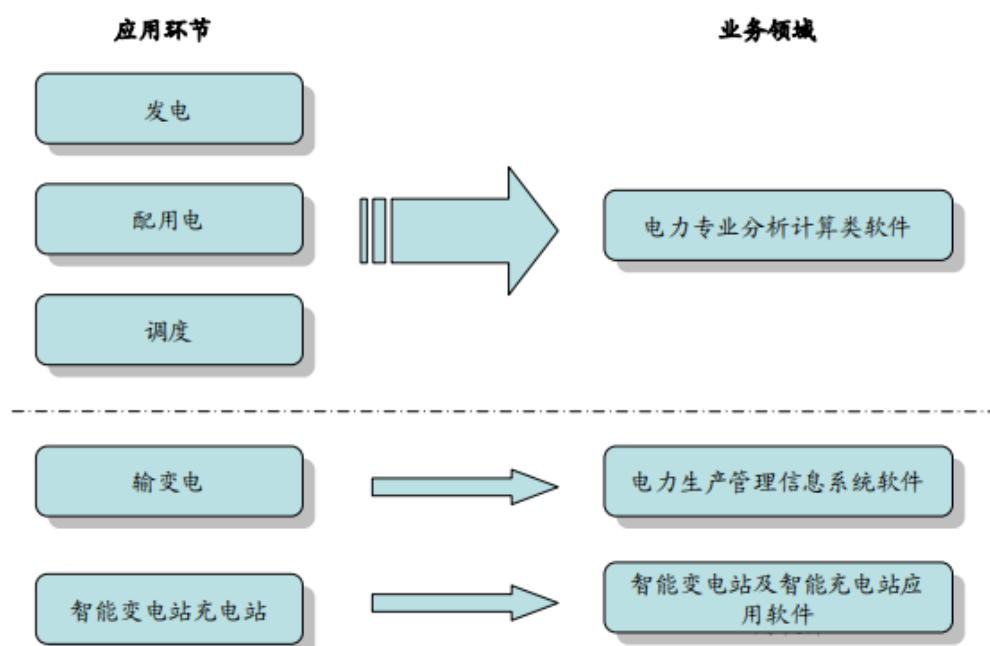 应用环节
业务领域
发电
配用电
电力专业分析计算类软件
调度
输变电
电力生产管理信息系统软件
智能变电站充电站
智能变电站及智能充电站应
用软件